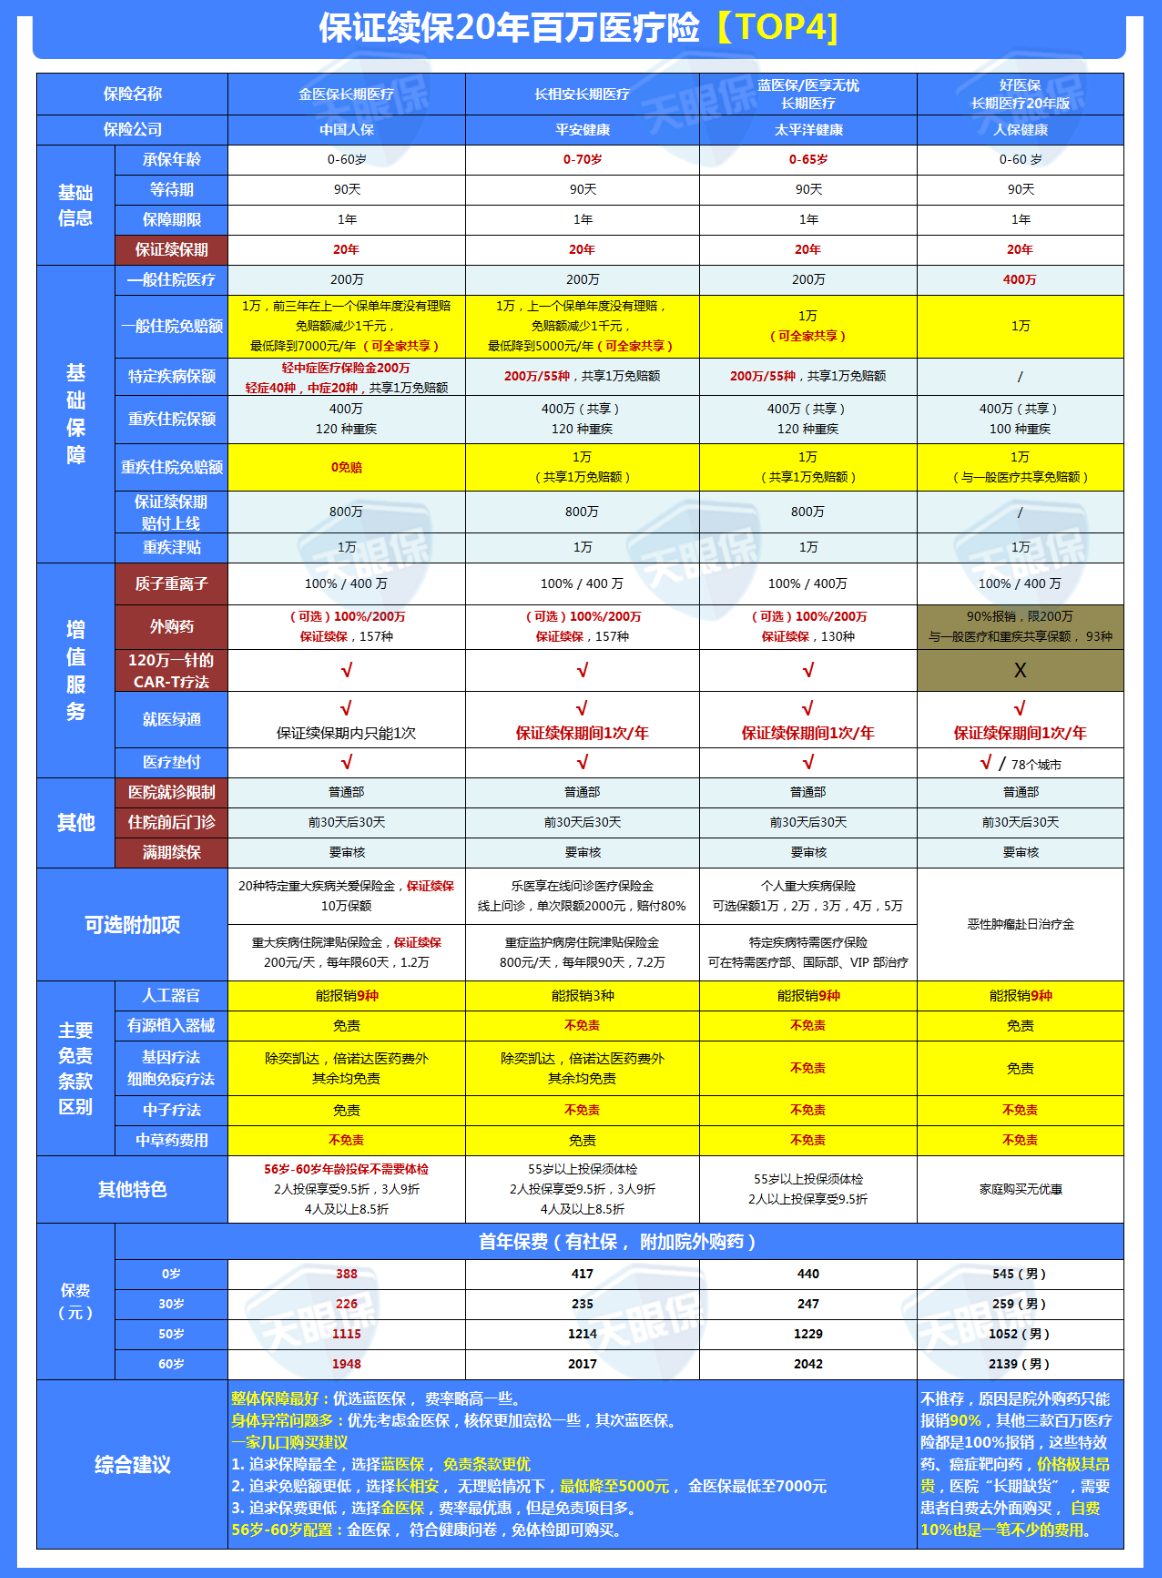 保证续保20年百万医疗险【TOP4]
保险名称 金医保长期医疗 长相安长期医疗 蓝医保/医享无忧 好医保
长期医疗 长期医疗20年版
保险公司 中国人保 平安健康 太平洋健康 人保健康
基础
信息
承保年龄 0-60岁 0-70岁 0-65岁 0-60 岁
等待期 90天 90天 90天 90天
保障期限 1年 1年 1年 1年
保证续保期 20年 20年 20年 20年
基
础
保
障
一般住院医疗 200万 200万 200万 400万
一般住院免赔额
1万，前三年在上一个保单年度没有理赔
免赔额减少1千元，
最低降到7000元/年（可全家共享）
1万，上一个保单年度没有理赔，
免赔额减少1千元，
最低降到5000元/年（可全家共享）
1万
（可全家共享）
1万
特定疾病保额
轻中症医疗保险金200万
轻症40种，中症20种，共享1万免赔额
200万/55种，共享1万免赔额
200万/55种，共享1万免赔额
/
重疾住院保额
400万
120 种重疾
400万（共享）
120 种重疾
400万（共享）
120 种重疾
400万（共享）
100 种重疾
重疾住院免赔额
0免赔
1万
（共享1万免赔额）
1万
（共享1万免赔额）
1万
（与一般医疗共享免赔额）
保证续保期
赔付上线
800万 800万 800万 /
重疾津贴 1万 1万 1万 1万
增
值
服
务
质子重离子 100% / 400 万 100% / 400 万 100% / 400万 100% / 400 万
外购药
（可选）100%/200万
保证续保，157种
（可选）100%/200万
保证续保，157种
（可选）100%/200万
保证续保，130种
90%报销，限200万
与一般医疗和重疾共享保额，93种
120万一针的
CAR-T疗法
√ √ √ X
就医绿通
√
保证续保期内只能1次
√
保证续保期间1次/年
√
保证续保期间1次/年
√
保证续保期间1次/年
医疗垫付 √ √ √ √ / 78个城市
其他
医院就诊限制 普通部 普通部 普通部 普通部
住院前后门诊 前30天后30天 前30天后30天 前30天后30天 前30天后30天
满期续保 要审核 要审核 要审核 要审核
可选附加项
20种特定重大疾病关爱保险金，保证续保
10万保额
乐医享在线问诊医疗保险金
线上问诊，单次限额2000元，赔付80%
个人重大疾病保险
可选保额1万，2万，3万，4万，5万
恶性肿瘤赴日治疗金
重大疾病住院津贴保险金，保证续保
200元/天，每年限60天，1.2万
重症监护病房住院津贴保险金
800元/天，每年限90天，7.2万
特定疾病特需医疗保险
可在特需医疗部、国际部、VIP 部治疗
主要
免责
条款
区别
人工器官 能报销9种 能报销3种 能报销9种 能报销9种
有源植入器械 免责 不免责 不免责 免责
基因疗法
细胞免疫疗法
除奕凯达，倍诺达医药费外
其余均免责
除奕凯达，倍诺达医药费外
其余均免责
不免责
免责
中子疗法 免责 不免责 不免责 不免责
中草药费用 不免责 免责 不免责 不免责
其他特色
56岁-60岁年龄投保不需要体检
2人投保享受9.5折，3人9折
4人及以上8.5折
55岁以上投保须体检
2人投保享受9.5折，3人9折
4人及以上8.5折
55岁以上投保须体检
2人以上投保享受9.5折
家庭购买无优惠
保费
（元）
首年保费（有社保， 附加院外购药）
0岁 388 417 440 545（男）
30岁 226 235 247 259（男）
50岁 1115 1214 1229 1052（男）
60岁 1948 2017 2042 2139（男）
综合建议
整体保障最好：优选蓝医保， 费率略高一些。
身体异常问题多：优先考虑金医保，核保更加宽松一些，其次蓝医保。
一家几口购买建议
1. 追求保障最全，选择蓝医保， 免责条款更优
2. 追求免赔额更低，选择长相安， 无理赔情况下，最低降至5000元， 金医保最低至7000元
3. 追求保费更低，选择金医保，费率最优惠，但是免责项目多。
56岁-60岁配置：金医保， 符合健康问卷，免体检即可购买。
不推荐，原因是院外购药只能
报销90%，其他三款百万医疗
险都是100%报销，这些特效
药、癌症靶向药，价格极其昂
贵，医院“长期缺货”，需要
患者自费去外面购买， 自费
10%也是一笔不少的费用。
天眼保
天眼保
天眼保
天眼保
天眼保
天眼保
天眼保
天眼保
天眼保